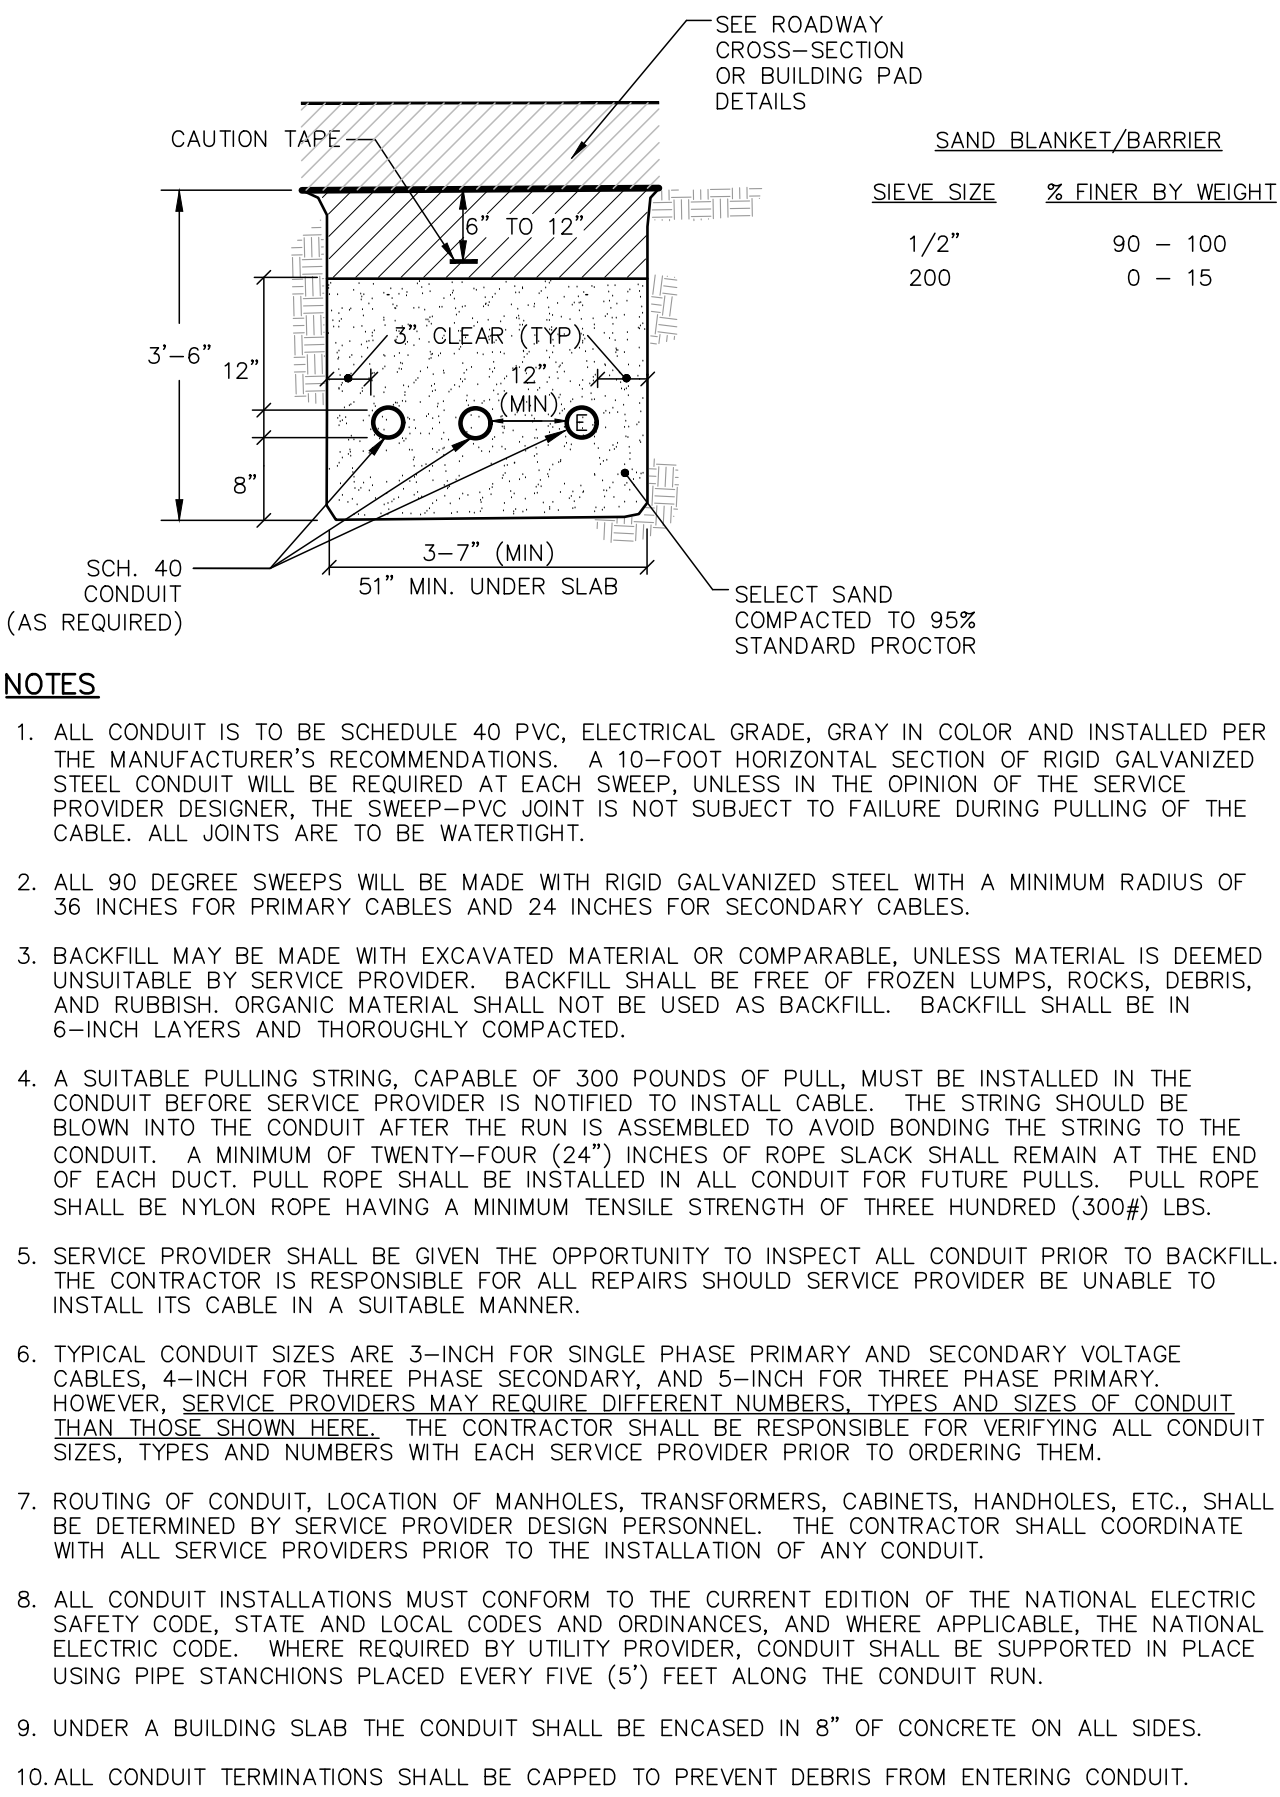 SEE ROADWAY
CROSS-SECTION
OR BUILDING PAD
DETAILS
CAUTION TAPE
SAND BLANKET/BARRIER
SIEVE SIZE % FINER BY WEIGHT
1/2" 90 - 100
200 0 - 15
6" TO 12"
3'-6"
12"
3" CLEAR (TYP)
12"
(MIN)
E
8"
3-7" (MIN)
51" MIN. UNDER SLAB
SCH. 40
CONDUIT
(AS REQUIRED)
SELECT SAND
COMPACTED TO 95%
STANDARD PROCTOR
NOTES
1. ALL CONDUIT IS TO BE SCHEDULE 40 PVC, ELECTRICAL GRADE, GRAY IN COLOR AND INSTALLED PER
THE MANUFACTURER'S RECOMMENDATIONS. A 10-FOOT HORIZONTAL SECTION OF RIGID GALVANIZED
STEEL CONDUIT WILL BE REQUIRED AT EACH SWEEP, UNLESS IN THE OPINION OF THE SERVICE
PROVIDER DESIGNER, THE SWEEP-PVC JOINT IS NOT SUBJECT TO FAILURE DURING PULLING OF THE
CABLE. ALL JOINTS ARE TO BE WATERTIGHT.
2. ALL 90 DEGREE SWEEPS WILL BE MADE WITH RIGID GALVANIZED STEEL WITH A MINIMUM RADIUS OF
36 INCHES FOR PRIMARY CABLES AND 24 INCHES FOR SECONDARY CABLES.
3. BACKFILL MAY BE MADE WITH EXCAVATED MATERIAL OR COMPARABLE, UNLESS MATERIAL IS DEEMED
UNSUITABLE BY SERVICE PROVIDER. BACKFILL SHALL BE FREE OF FROZEN LUMPS, ROCKS, DEBRIS,
AND RUBBISH. ORGANIC MATERIAL SHALL NOT BE USED AS BACKFILL. BACKFILL SHALL BE IN
6-INCH LAYERS AND THOROUGHLY COMPACTED.
4. A SUITABLE PULLING STRING, CAPABLE OF 300 POUNDS OF PULL, MUST BE INSTALLED IN THE
CONDUIT BEFORE SERVICE PROVIDER IS NOTIFIED TO INSTALL CABLE. THE STRING SHOULD BE
BLOWN INTO THE CONDUIT AFTER THE RUN IS ASSEMBLED TO AVOID BONDING THE STRING TO THE
CONDUIT. A MINIMUM OF TWENTY-FOUR (24") INCHES OF ROPE SLACK SHALL REMAIN AT THE END
OF EACH DUCT. PULL ROPE SHALL BE INSTALLED IN ALL CONDUIT FOR FUTURE PULLS. PULL ROPE
SHALL BE NYLON ROPE HAVING A MINIMUM TENSILE STRENGTH OF THREE HUNDRED (300#) LBS.
5. SERVICE PROVIDER SHALL BE GIVEN THE OPPORTUNITY TO INSPECT ALL CONDUIT PRIOR TO BACKFILL.
THE CONTRACTOR IS RESPONSIBLE FOR ALL REPAIRS SHOULD SERVICE PROVIDER BE UNABLE TO
INSTALL ITS CABLE IN A SUITABLE MANNER.
6. TYPICAL CONDUIT SIZES ARE 3-INCH FOR SINGLE PHASE PRIMARY AND SECONDARY VOLTAGE
CABLES, 4-INCH FOR THREE PHASE SECONDARY, AND 5-INCH FOR THREE PHASE PRIMARY.
HOWEVER, SERVICE PROVIDERS MAY REQUIRE DIFFERENT NUMBERS, TYPES AND SIZES OF CONDUIT
THAN THOSE SHOWN HERE. THE CONTRACTOR SHALL BE RESPONSIBLE FOR VERIFYING ALL CONDUIT
SIZES, TYPES AND NUMBERS WITH EACH SERVICE PROVIDER PRIOR TO ORDERING THEM.
7. ROUTING OF CONDUIT, LOCATION OF MANHOLES, TRANSFORMERS, CABINETS, HANDHOLES, ETC., SHALL
BE DETERMINED BY SERVICE PROVIDER DESIGN PERSONNEL. THE CONTRACTOR SHALL COORDINATE
WITH ALL SERVICE PROVIDERS PRIOR TO THE INSTALLATION OF ANY CONDUIT.
8. ALL CONDUIT INSTALLATIONS MUST CONFORM TO THE CURRENT EDITION OF THE NATIONAL ELECTRIC
SAFETY CODE, STATE AND LOCAL CODES AND ORDINANCES, AND WHERE APPLICABLE, THE NATIONAL
ELECTRIC CODE. WHERE REQUIRED BY UTILITY PROVIDER, CONDUIT SHALL BE SUPPORTED IN PLACE
USING PIPE STANCHIONS PLACED EVERY FIVE (5') FEET ALONG THE CONDUIT RUN.
9. UNDER A BUILDING SLAB THE CONDUIT SHALL BE ENCASED IN 8" OF CONCRETE ON ALL SIDES.
10. ALL CONDUIT TERMINATIONS SHALL BE CAPPED TO PREVENT DEBRIS FROM ENTERING CONDUIT.